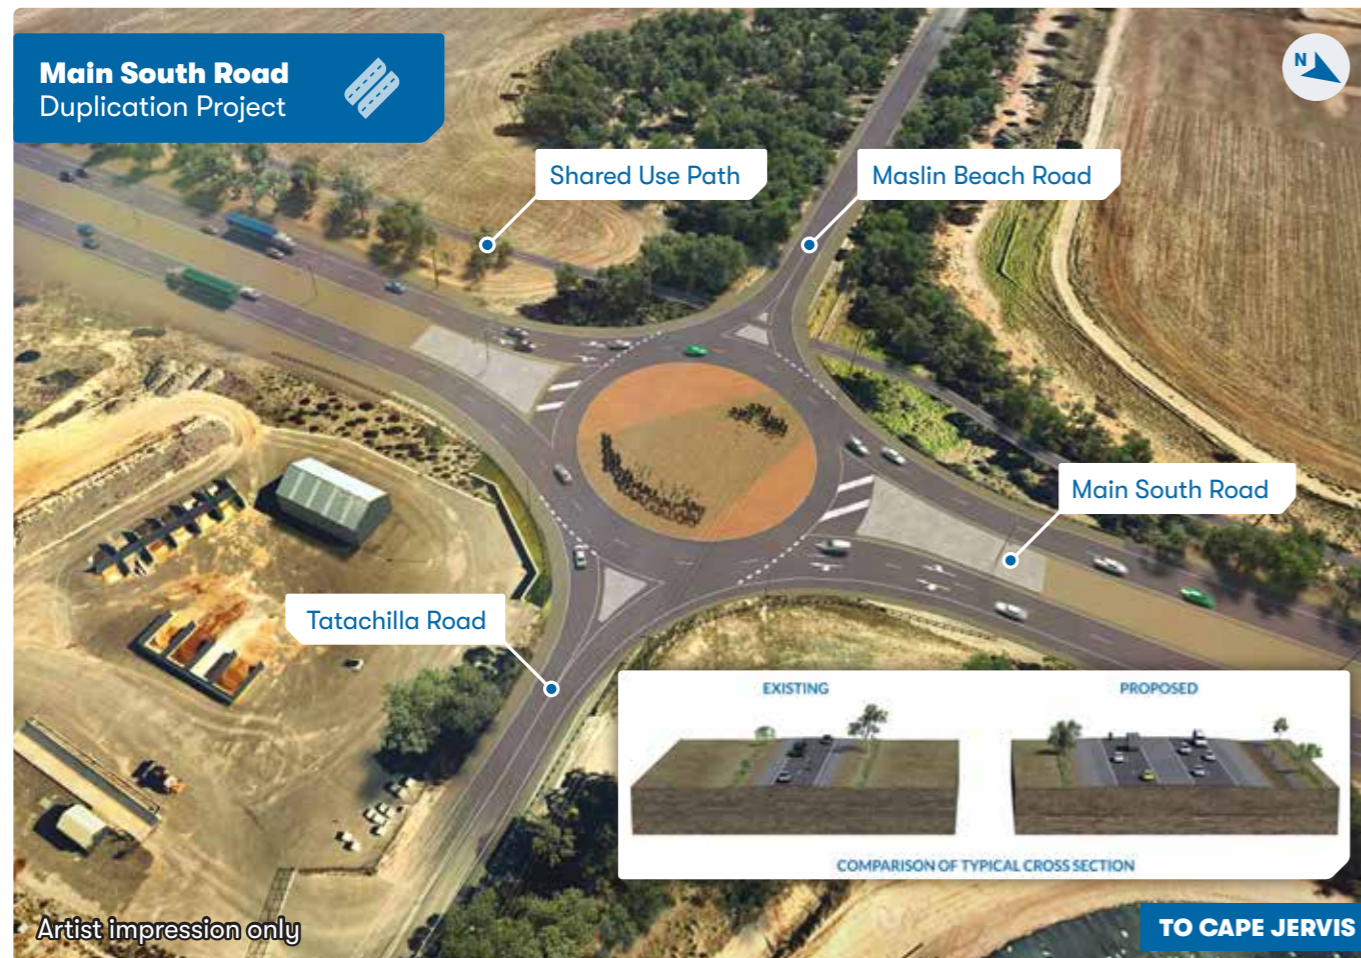 Main South Road
Duplication Project
N
Shared Use Path
Maslin Beach Road
Main South Road
Tatachilla Road
EXISTING
PROPOSED
COMPARISON OF TYPICAL CROSS SECTION
Artist impression only
TO CAPE JERVIS